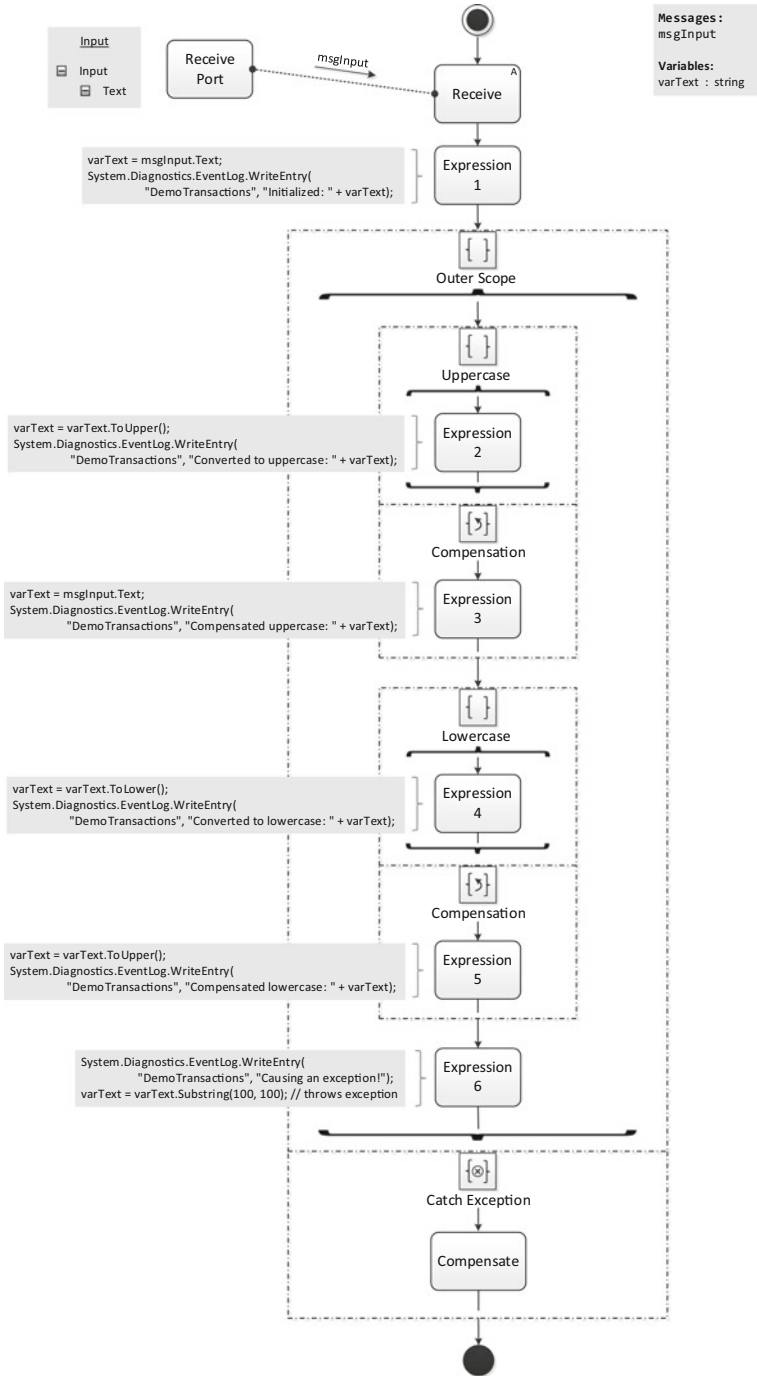 Input
Input
Text
Receive
Port
msgInput
A
Receive
Messages:
msgInput
Variables:
varText : string
varText = msgInput.Text;
System.Diagnostics.EventLog.WriteEntry(
"DemoTransactions", "Initialized: " + varText);
Expression
1
{ }
Outer Scope
{ }
Uppercase
varText = varText.ToUpper();
System.Diagnostics.EventLog.WriteEntry(
"DemoTransactions", "Converted to uppercase: " + varText);
Expression
2
Compensation
varText = msgInput.Text;
System.Diagnostics.EventLog.WriteEntry(
"DemoTransactions", "Compensated uppercase: " + varText);
Expression
3
{ }
Lowercase
varText = varText.ToLower();
System.Diagnostics.EventLog.WriteEntry(
"DemoTransactions", "Converted to lowercase: " + varText);
Expression
4
Compensation
varText = varText.ToUpper();
System.Diagnostics.EventLog.WriteEntry(
"DemoTransactions", "Compensated lowercase: " + varText);
Expression
5
System.Diagnostics.EventLog.WriteEntry(
"DemoTransactions", "Causing an exception!");
varText = varText.Substring(100, 100); // throws exception
Expression
6
Catch Exception
Compensate